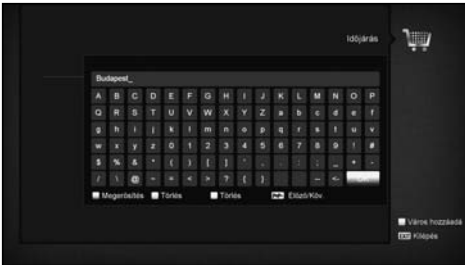 Időjárás
Budapest_
A B C D E F G H I J K L M N O P
Q R S T U V W X Y Z a b c d e f
g h i j k l m n o p q r s t u v
w x y z 0 1 2 3 4 5 6 7 8 9 ! #
$ % & * ( ) [ ] ' . , : ; _ + -
/ \ @ ~ = < > ? { }
Megerősítés Törlés Törlés Előző/Köv.
Város hozzáadá
EXIT Kilépés